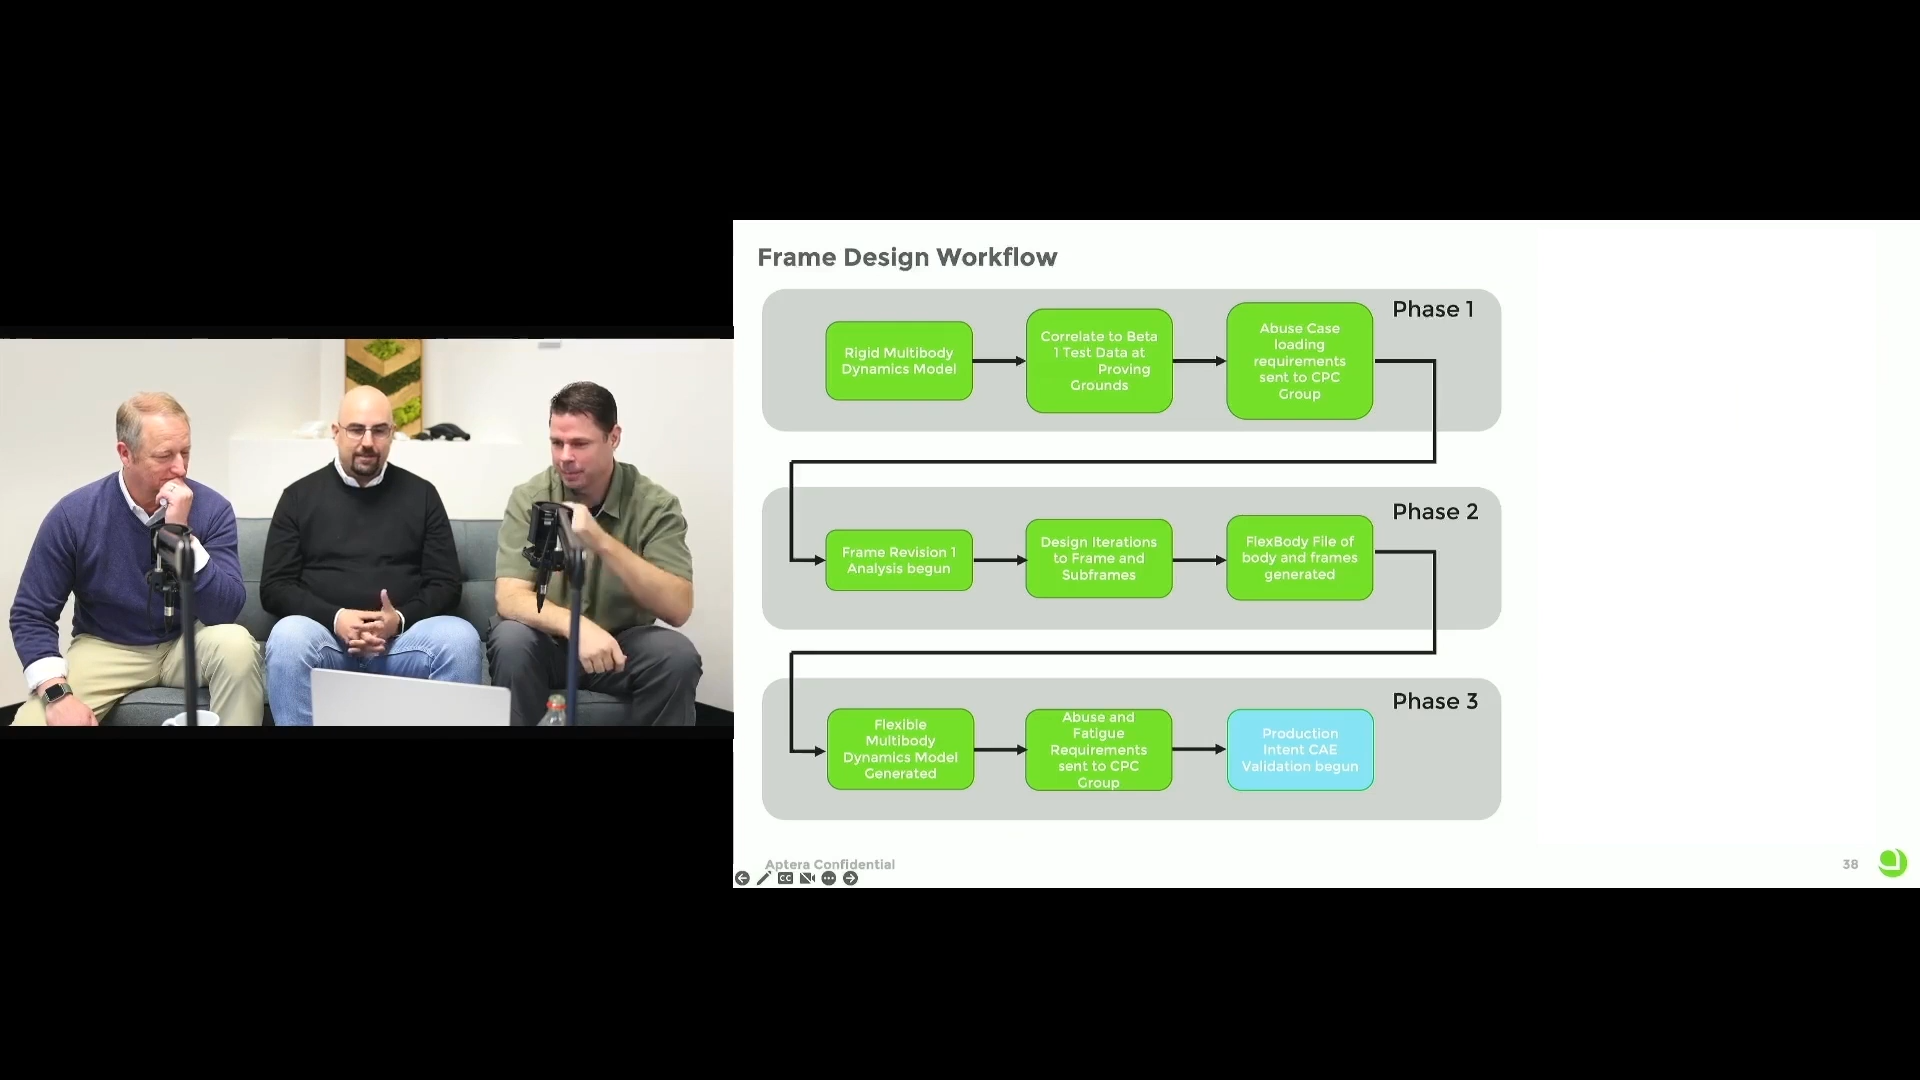 Frame Design Workflow
Phase 1
Rigid Multibody
Dynamics Model
Correlate to Beta
1 Test Data at
Proving
Grounds
Abuse Case
loading
requirements
sent to CPC
Group
Phase 2
Frame Revision 1
Analysis begun
Design Iterations
to Frame and
Subframes
FlexBody File of
body and frames
generated
Phase 3
Flexible
Multibody
Dynamics Model
Generated
Abuse and
Fatigue
Requirements
sent to CPC
Group
Production
Intent CAE
Validation begun
Aptera Confidential
38
CC